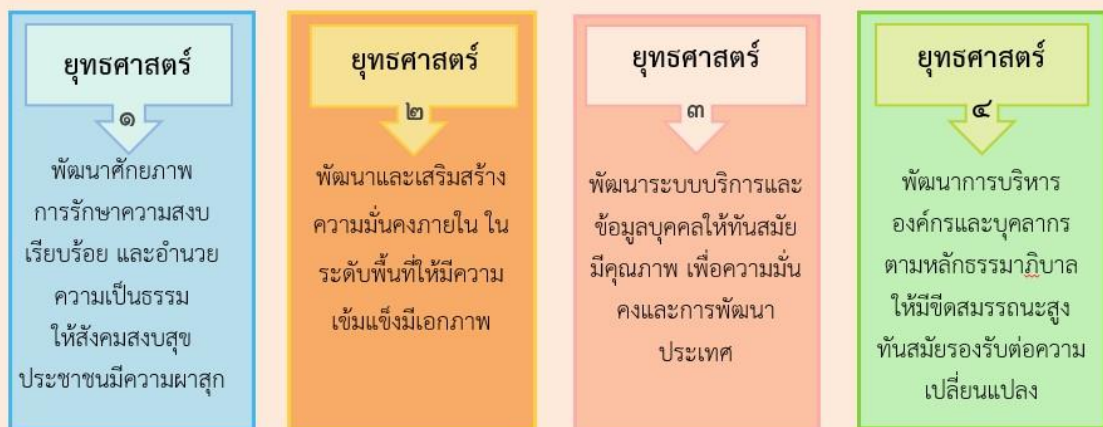 ยุทธศาสตร์
๑
พัฒนาศักยภาพ
การรักษาความสงบ
เรียบร้อย และอำนวย
ความเป็นธรรม
ให้สังคมสงบสุข
ประชาชนมีความผาสุก
ยุทธศาสตร์
๒
พัฒนาและเสริมสร้าง
ความมั่นคงภายใน ใน
ระดับพื้นที่ให้มีความ
เข้มแข็งมีเอกภาพ
ยุทธศาสตร์
๓
พัฒนาระบบบริการและ
ข้อมูลบุคคลให้ทันสมัย
มีคุณภาพ เพื่อความมั่น
คงและการพัฒนา
ประเทศ
ยุทธศาสตร์
๔
พัฒนาการบริหาร
องค์กรและบุคลากร
ตามหลักธรรมาภิบาล
ให้มีขีดสมรรถนะสูง
ทันสมัยรองรับต่อความ
เปลี่ยนแปลง